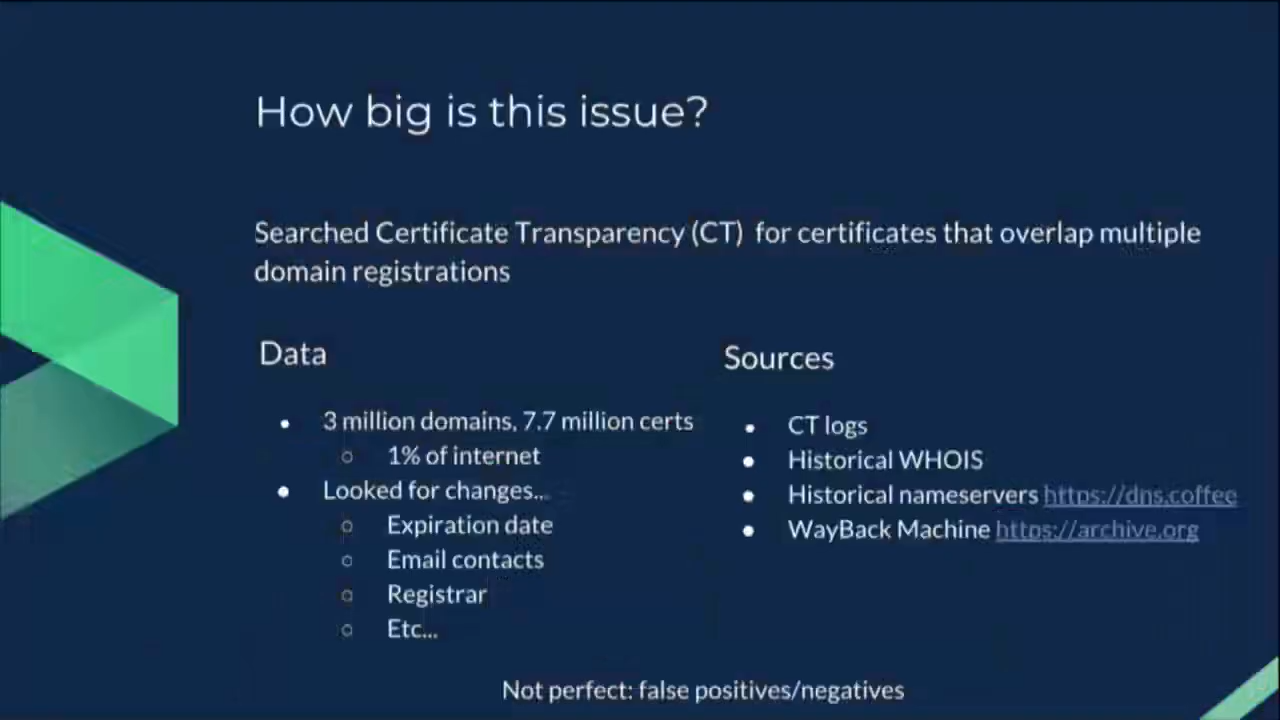 How big is this issue?
Searched Certificate Transparency (CT) for certificates that overlap multiple
domain registrations
Data
• 3 million domains, 7.7 million certs
○ 1% of internet
• Looked for changes...
○ Expiration date
○ Email contacts
○ Registrar
○ Etc...
Sources
• CT logs
• Historical WHOIS
• Historical nameservers https://dns.coffee
• WayBack Machine https://archive.org
Not perfect: false positives/negatives